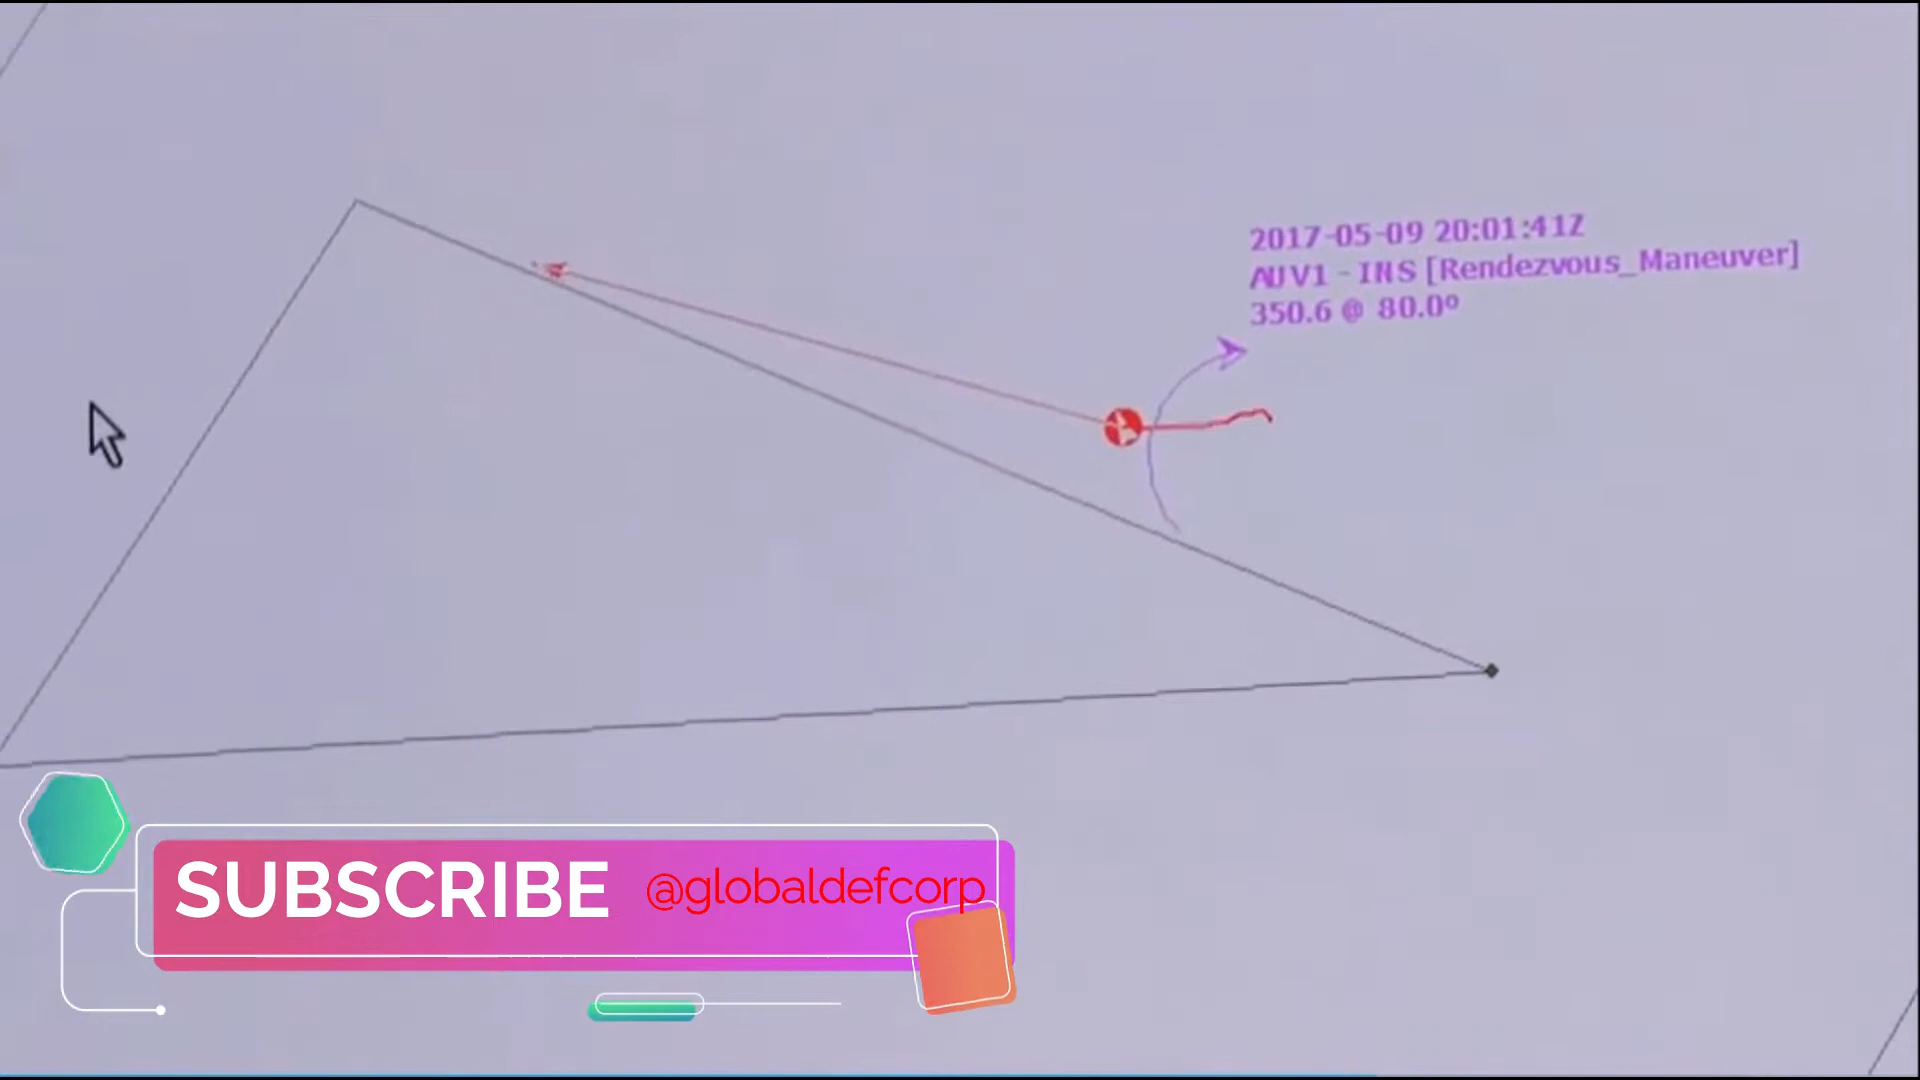 2017-05-09 20:01:41Z
AUV1 - INS [Rendezvous_Maneuver]
350.6 @ 80.0º
SUBSCRIBE @globaldefcorp